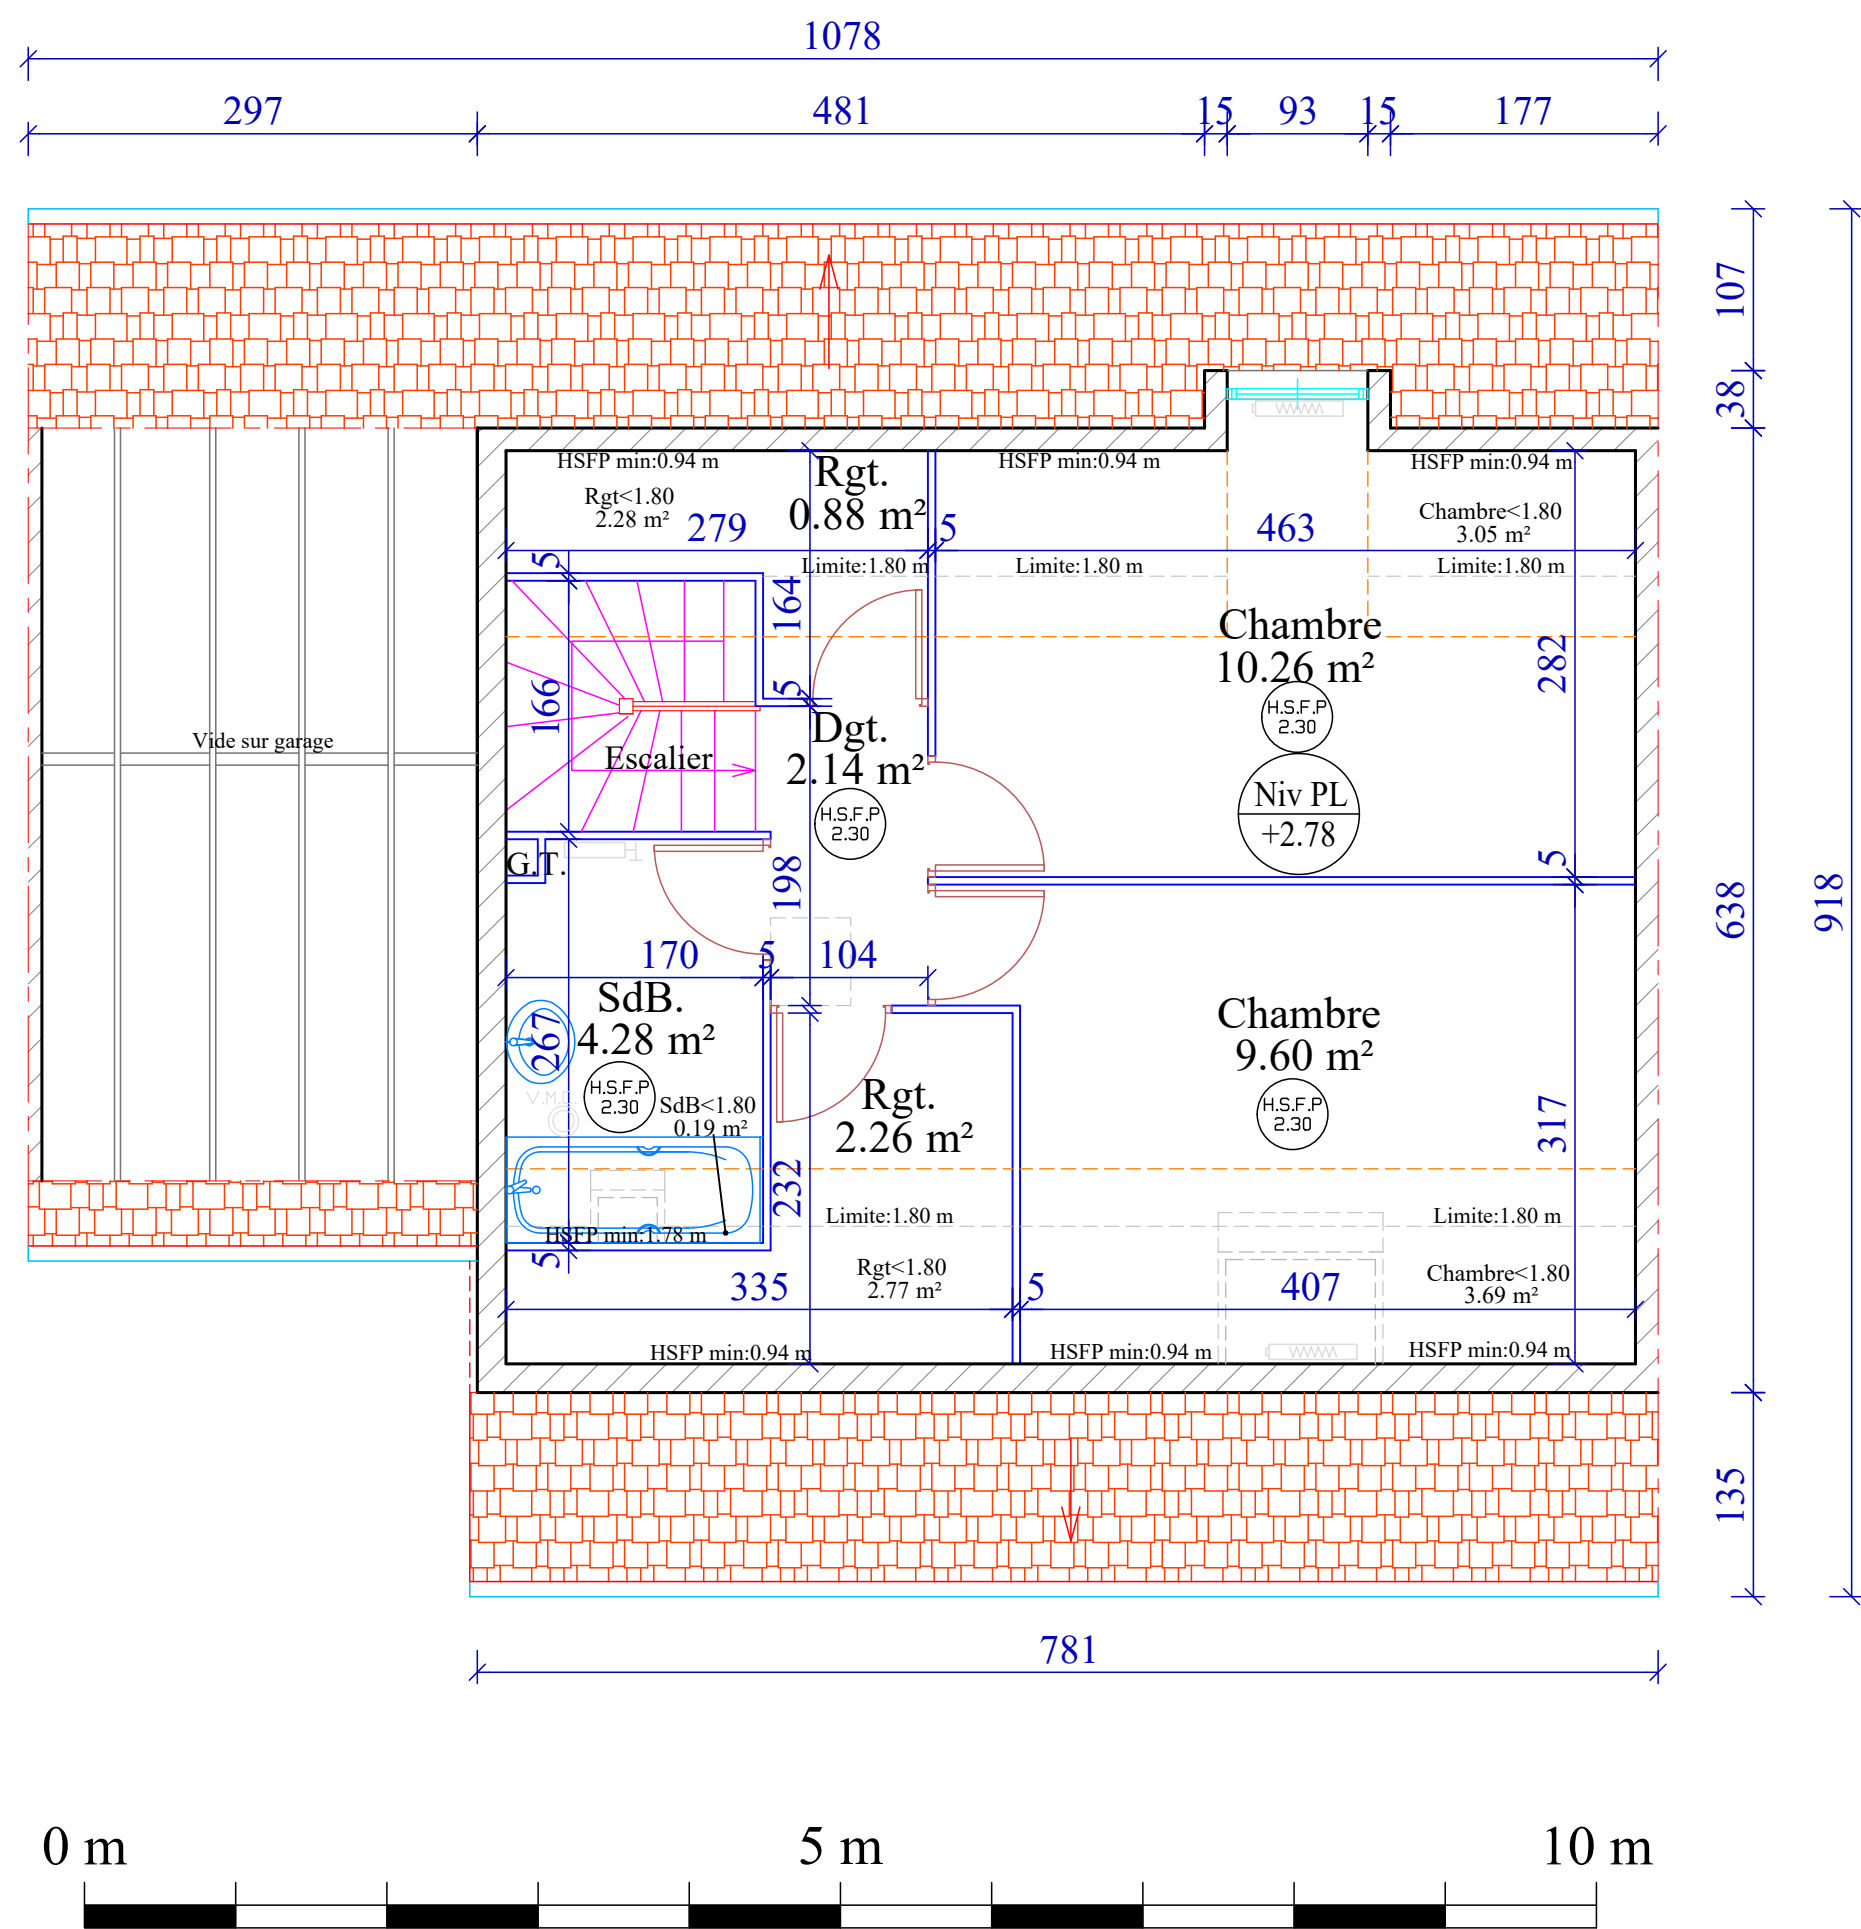 1078
297 481 15 93 15 177
107
38
638
918
135
HSFP min:0.94 m
Rgt.
0.88 m²
HSFP min:0.94 m
HSFP min:0.94 m
Rgt<1.80
2.28 m²
279
5
463
Chambre<1.80
3.05 m²
5
Limite:1.80 m
Limite:1.80 m
Limite:1.80 m
164
Chambre
10.26 m²
282
H.S.F.P
2.30
166
5
Dgt.
2.14 m²
Vide sur garage
Escalier
H.S.F.P
2.30
Niv PL
+2.78
G.T.
198
5
170 5 104
SdB.
4.28 m²
267
H.S.F.P
2.30
V.M.C.
SdB<1.80
0.19 m²
Rgt.
2.26 m²
Chambre
9.60 m²
H.S.F.P
2.30
317
232
HSFP min:1.78 m
5
Limite:1.80 m
Limite:1.80 m
Rgt<1.80
2.77 m²
335
5
407
Chambre<1.80
3.69 m²
HSFP min:0.94 m
HSFP min:0.94 m
HSFP min:0.94 m
781
0 m 5 m 10 m